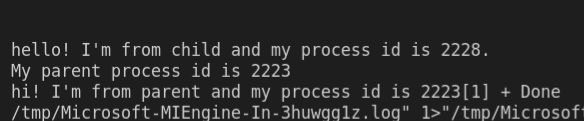 hello! I'm from child and my process id is 2228.
My parent process id is 2223
hi! I'm from parent and my process id is 2223[1] + Done
/tmp/Microsoft-MIEngine-In-3huwgg1z.log" 1>"/tmp/Microsof